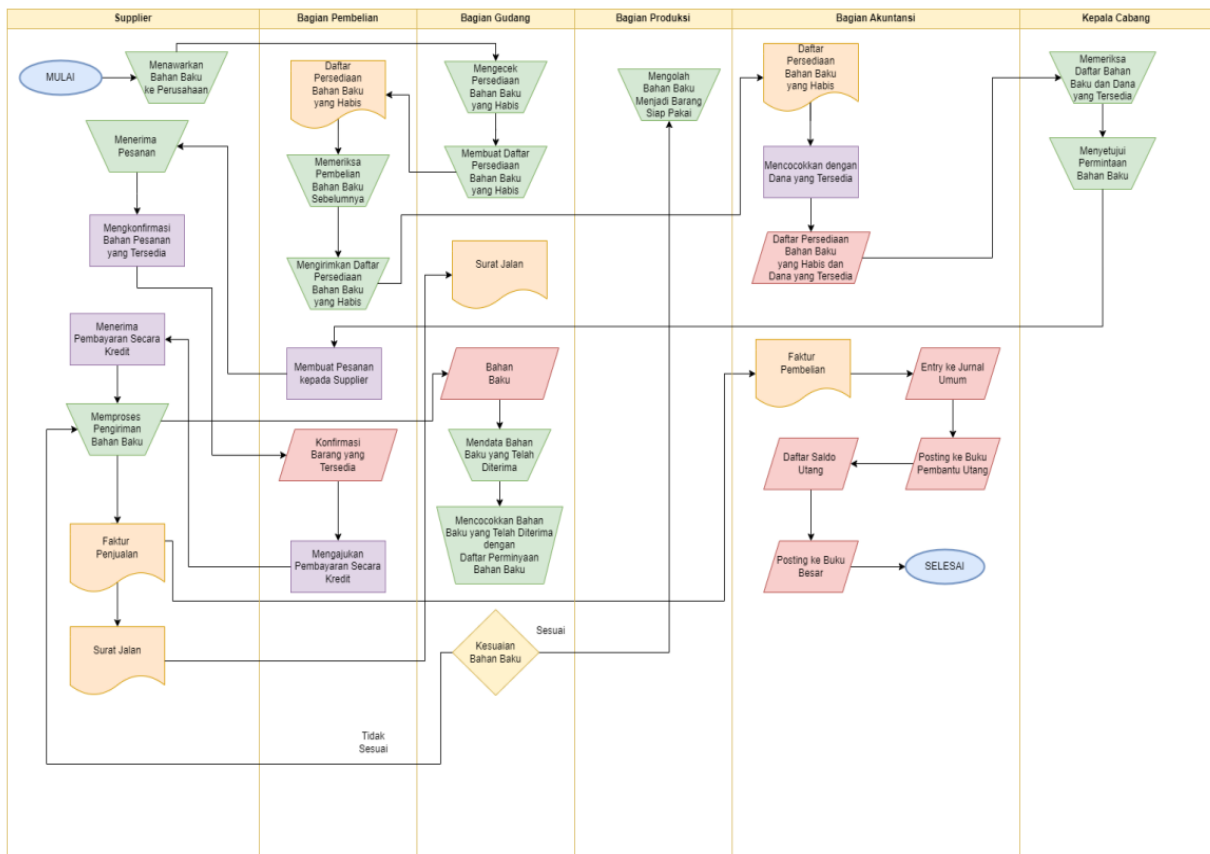 Supplier
Bagian Pembelian
Bagian Gudang
Bagian Produksi
Bagian Akuntansi
Kepala Cabang
MULAI
Menawarkan
Bahan Baku
ke Perusahaan
Menerima
Pesanan
Mengkonfirmasi
Bahan Pesanan
yang Tersedia
Menerima
Pembayaran Secara
Kredit
Memproses
Pengiriman
Bahan Baku
Faktur
Penjualan
Surat Jalan
Daftar
Persediaan
Bahan Baku
yang Habis
Memeriksa
Pembelian
Bahan Baku
Sebelumnya
Mengirimkan Daftar
Persediaan
Bahan Baku
yang Habis
Membuat Pesanan
kepada Supplier
Konfirmasi
Barang yang
Tersedia
Mengajukan
Pembayaran Secara
Kredit
Tidak
Sesuai
Mengecek
Persediaan
Bahan Baku
yang Habis
Membuat Daftar
Persediaan
Bahan Baku
yang Habis
Surat Jalan
Bahan
Baku
Mendata Bahan
Baku yang Telah
Diterima
Mencocokkan Bahan
Baku yang Telah Diterima
dengan
Daftar Perminyaan
Bahan Baku
Kesuaian
Bahan Baku
Sesuai
Mengolah
Bahan Baku
Menjadi Barang
Siap Pakai
Daftar
Persediaan
Bahan Baku
yang Habis
Mencocokkan dengan
Dana yang Tersedia
Daftar Persediaan
Bahan Baku
yang Habis dan
Dana yang Tersedia
Faktur
Pembelian
Entry ke Jurnal
Umum
Posting ke Buku
Pembantu Utang
Daftar Saldo
Utang
Posting ke Buku
Besar
SELESAI
Memeriksa
Daftar Bahan
Baku dan Dana
yang Tersedia
Menyetujui
Permintaan
Bahan Baku